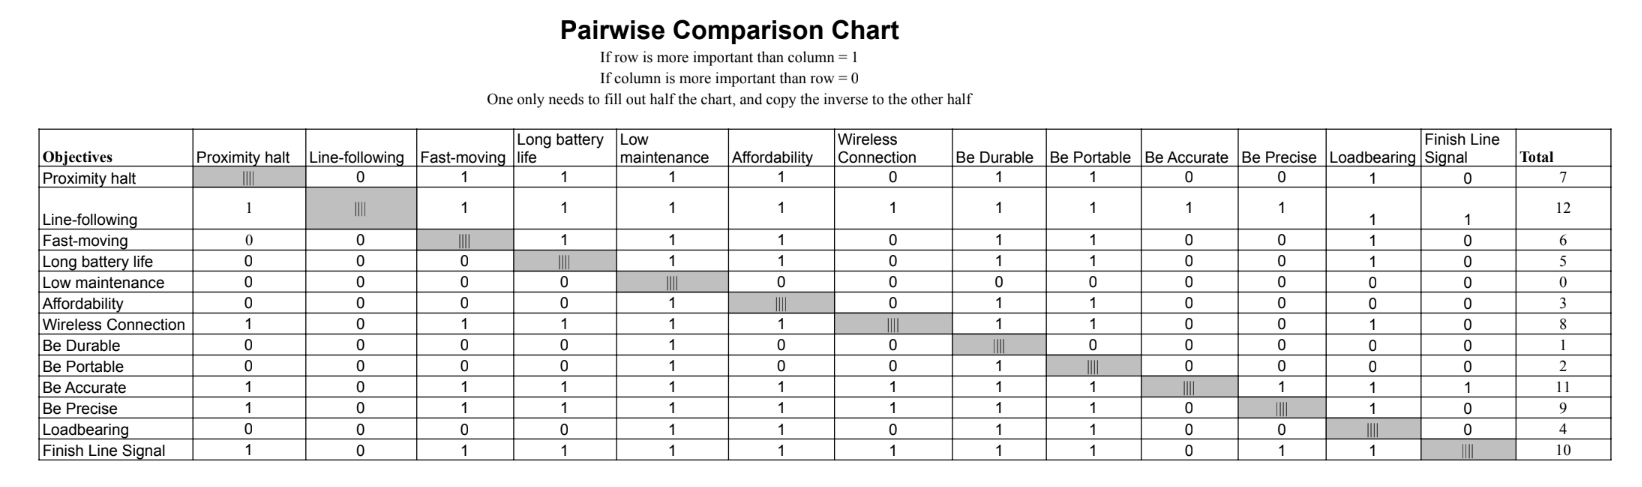 Pairwise Comparison Chart
If row is more important than column = 1
If column is more important than row = 0
One only needs to fill out half the chart, and copy the inverse to the other half
Objectives Proximity halt Line-following Fast-moving Long battery life Low maintenance Affordability Wireless Connection Be Durable Be Portable Be Accurate Be Precise Loadbearing Finish Line Signal Total
Proximity halt |||| 0 1 1 1 1 0 1 1 0 0 1 0 7
Line-following 1 |||| 1 1 1 1 1 1 1 1 1 1 1 12
Fast-moving 0 0 |||| 1 1 1 0 1 1 0 0 1 0 6
Long battery life 0 0 0 |||| 1 1 0 1 1 0 0 1 0 5
Low maintenance 0 0 0 0 |||| 0 0 0 0 0 0 0 0 0
Affordability 0 0 0 0 1 |||| 0 1 1 0 0 0 0 3
Wireless Connection 1 0 1 1 1 1 |||| 1 1 0 0 1 0 8
Be Durable 0 0 0 0 1 0 0 |||| 0 0 0 0 0 1
Be Portable 0 0 0 0 1 0 0 1 |||| 0 0 0 0 2
Be Accurate 1 0 1 1 1 1 1 1 1 |||| 1 1 1 11
Be Precise 1 0 1 1 1 1 1 1 1 0 |||| 1 0 9
Loadbearing 0 0 0 0 1 1 0 1 1 0 0 |||| 0 4
Finish Line Signal 1 0 1 1 1 1 1 1 1 0 1 1 |||| 10